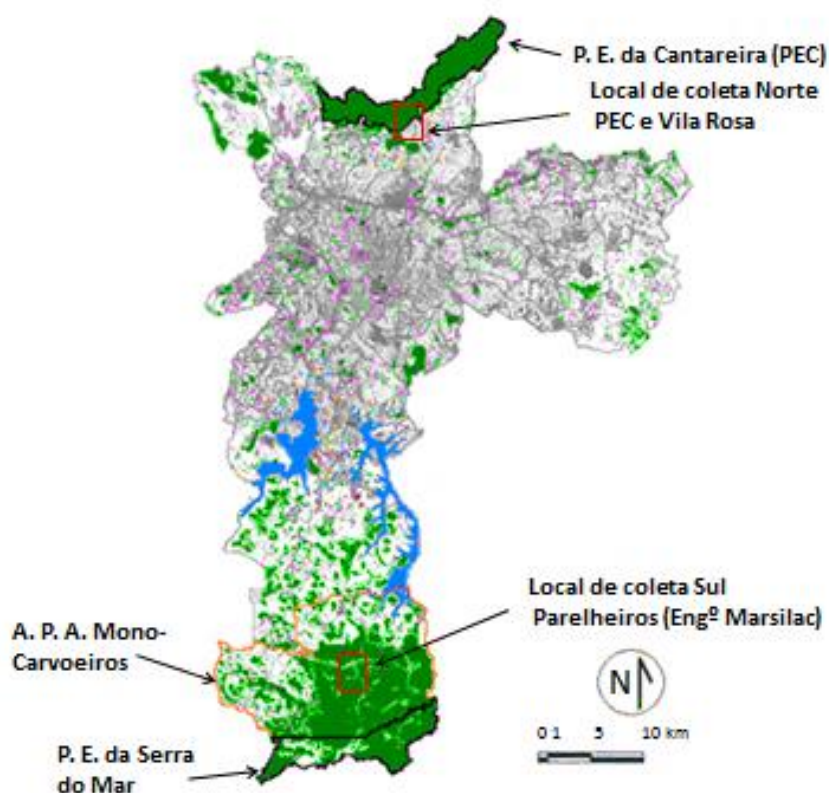 P. E. da Cantareira (PEC)
Local de coleta Norte
PEC e Vila Rosa
Local de coleta Sul
Parelheiros (Engº Marsilac)
A. P. A. Mono-
Carvoeiros
N
0 1 5 10 km
P. E. da Serra
do Mar